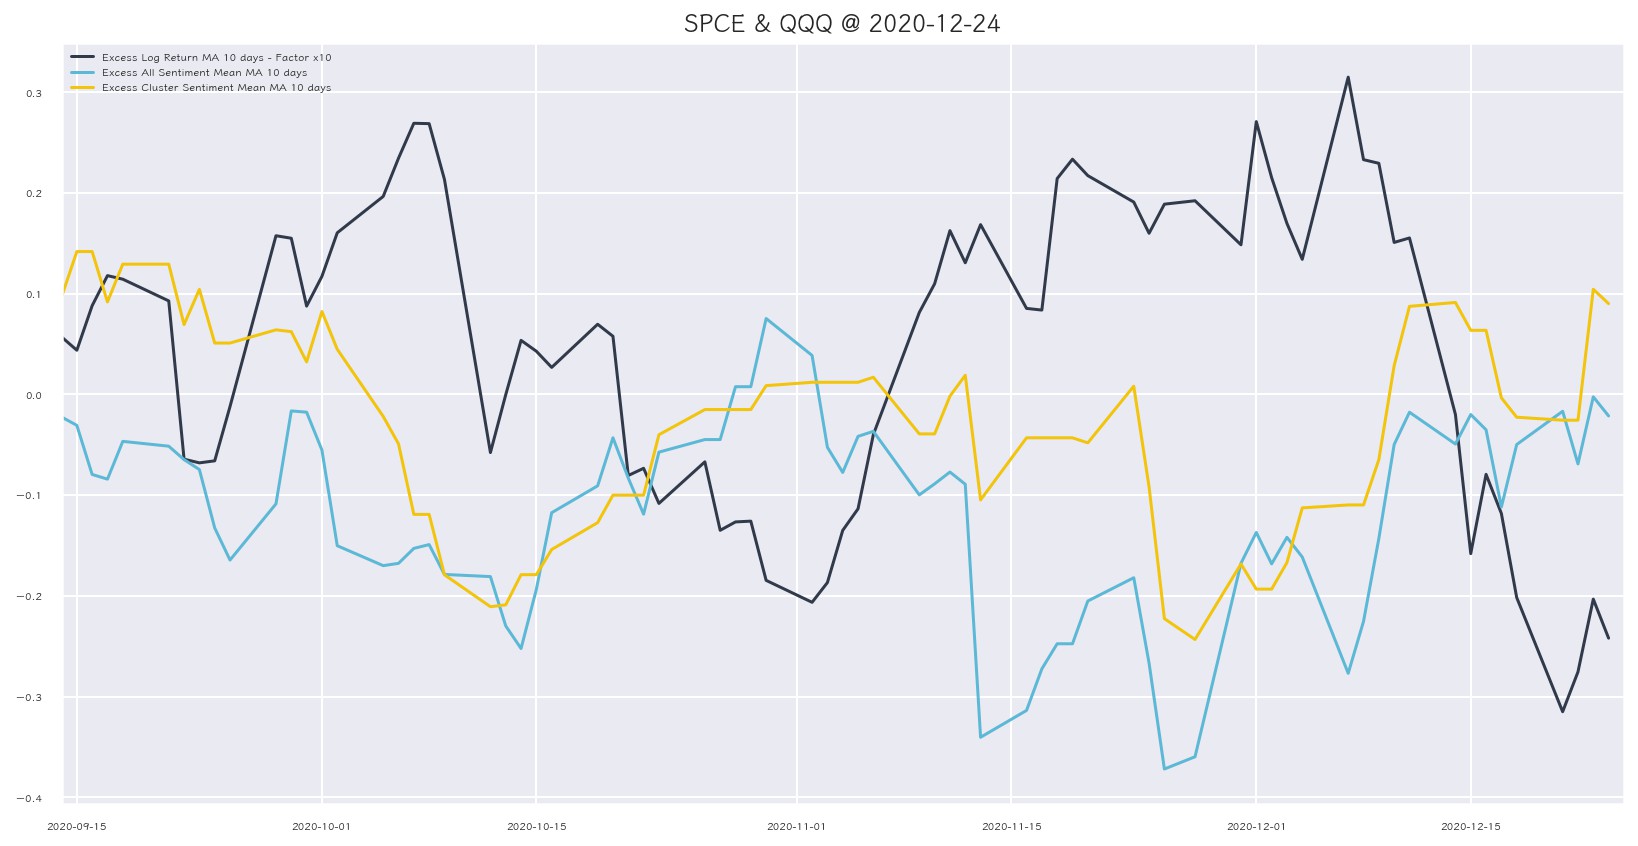 SPCE & QQQ @ 2020-12-24
Excess Log Return MA 10 days - Factor x10
Excess All Sentiment Mean MA 10 days
Excess Cluster Sentiment Mean MA 10 days
0.3
0.2
0.1
0.0
−0.1
−0.2
−0.3
−0.4
2020-09-15 2020-10-01 2020-10-15 2020-11-01 2020-11-15 2020-12-01 2020-12-15